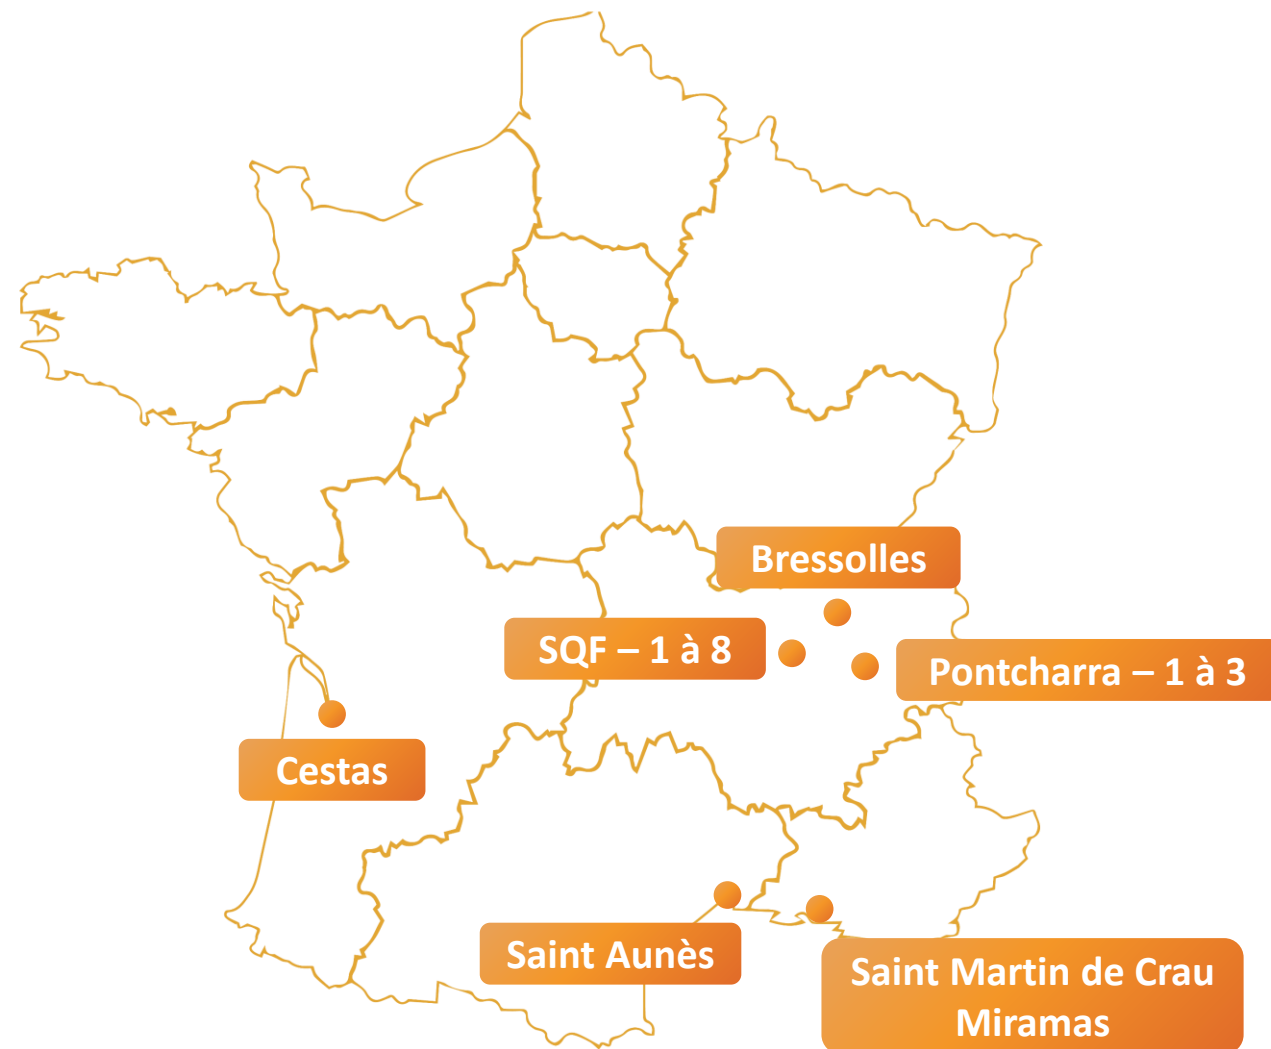 Bressolles
SQF – 1 à 8
Pontcharra – 1 à 3
Cestas
Saint Aunès
Saint Martin de Crau
Miramas